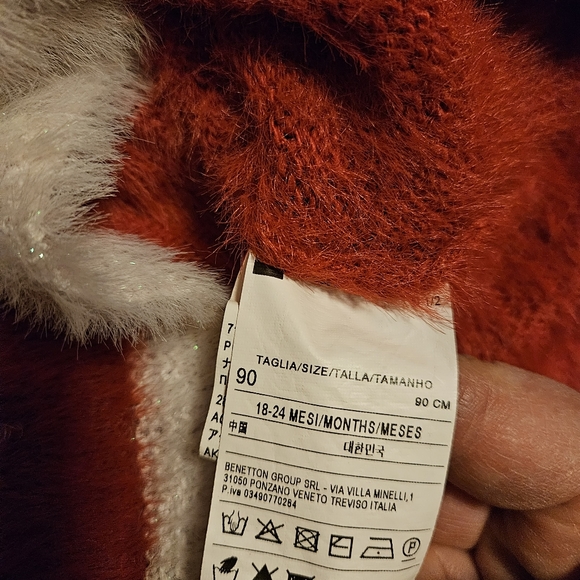 2
TAGLIA/SIZE/TALLA/TAMANHO
90
90 CM
18-24 MESI/MONTHS/MESES
中国
대한민국
BENETTON GROUP SRL - VIA VILLA MINELLI,1
31050 PONZANO VENETO TREVISO ITALIA
P.iva 03490770264
P